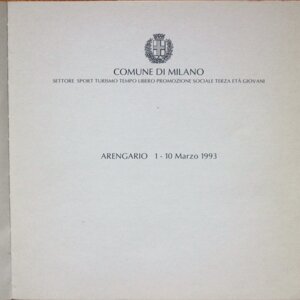 COMUNE DI MILANO
SETTORE SPORT TURISMO TEMPO LIBERO PROMOZIONE SOCIALE TERZA ETÀ GIOVANI
ARENGARIO 1 - 10 Marzo 1993